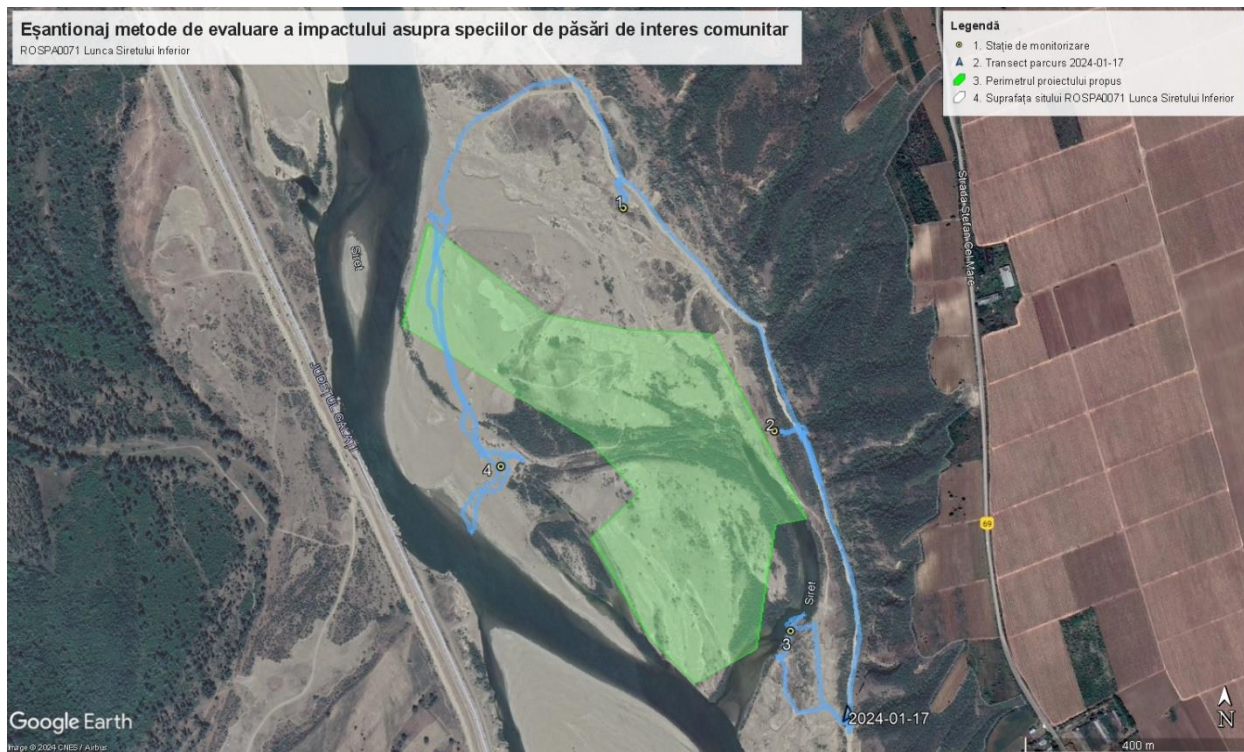 Eșantionaj metode de evaluare a impactului asupra speciilor de păsări de interes comunitar
ROSPA0071 Lunca Siretului Inferior
Legendă
1. Stație de monitorizare
2. Transect parcurs 2024-01-17
3. Perimetrul proiectului propus
4. Suprafața sitului ROSPA0071 Lunca Siretului Inferior
1
Strada Ștefan Cel Mare
Siret
JUDEȚUL GALAȚI
2
4
69
Siret
3
2024-01-17
Google Earth
Image © 2024 CNES / Airbus
400 m
N